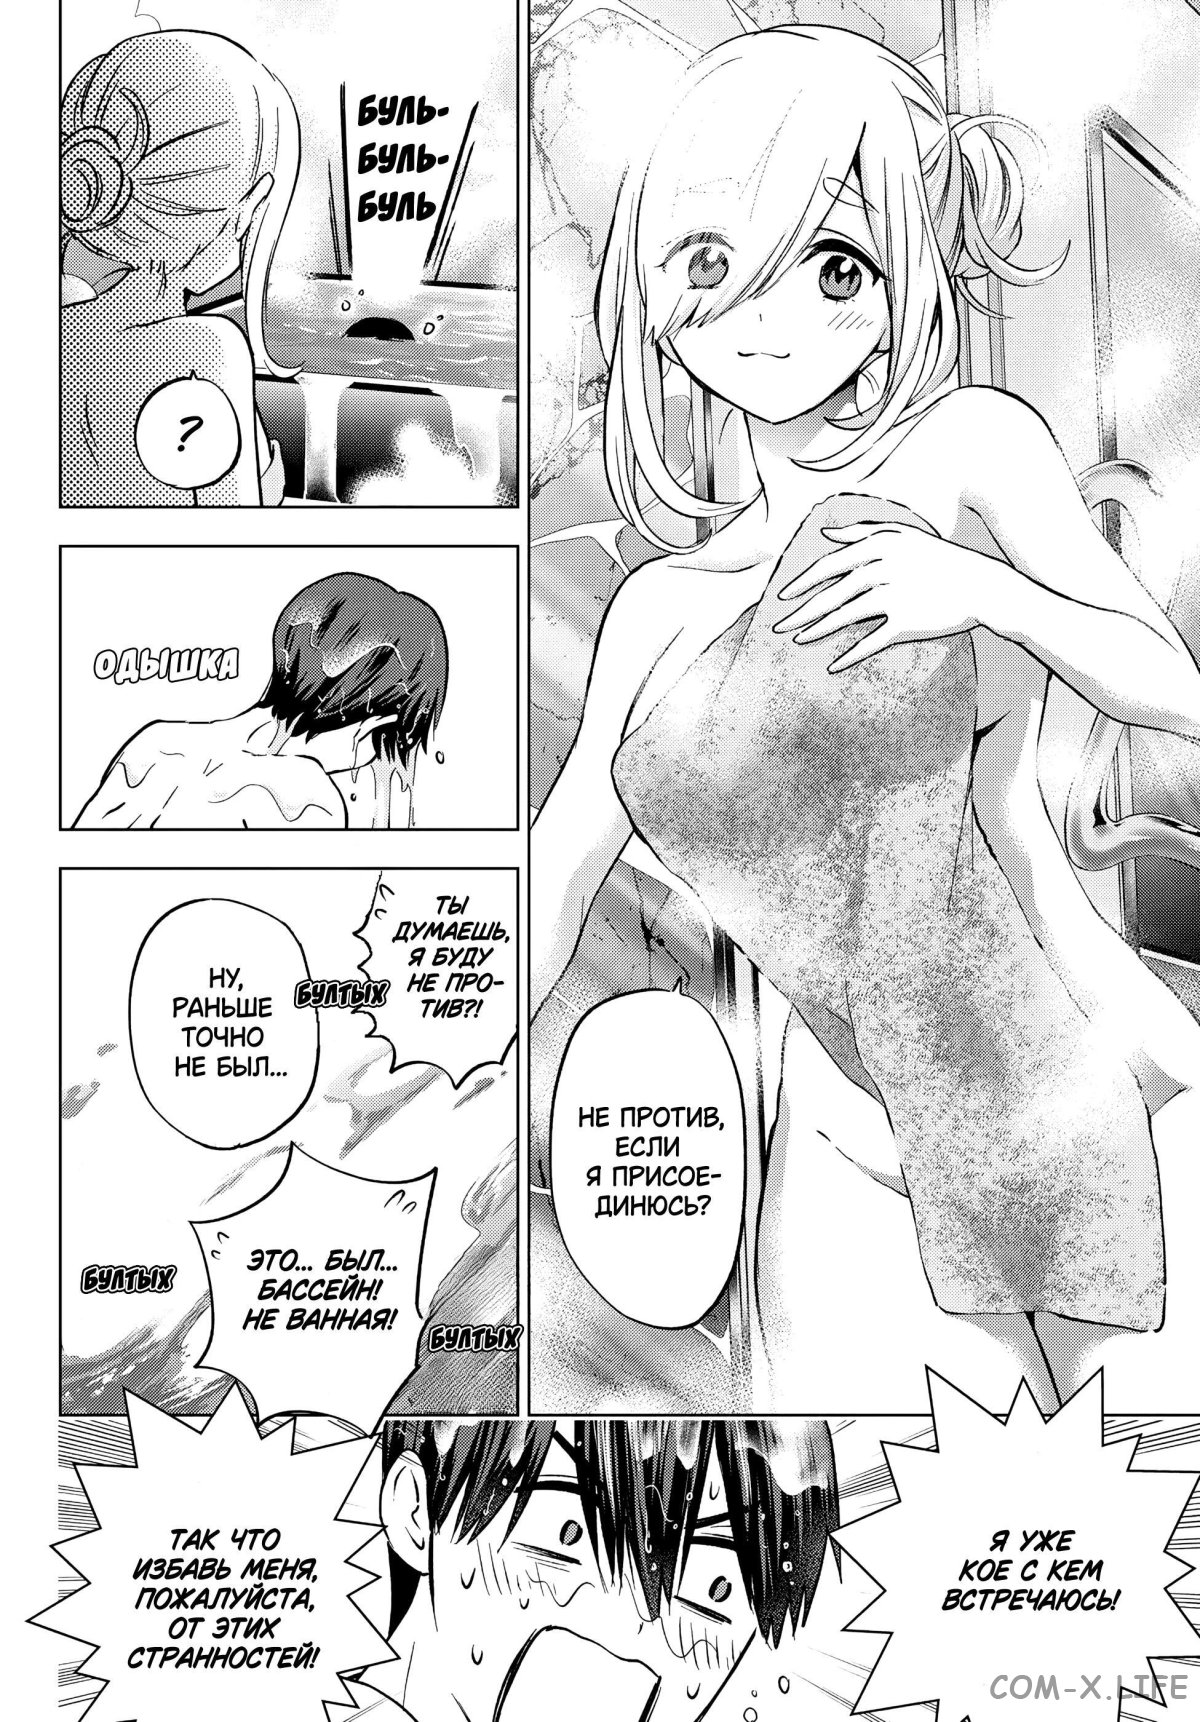 НЕ ПРОТИВ,
ЕСЛИ
Я ПРИСОЕ-
ДИНЮСЬ?
БУЛЬ-
БУЛЬ-
БУЛЬ
?
ОДЫШКА
ТЫ
ДУМАЕШЬ,
Я БУДУ
НЕ ПРО-
ТИВ?!
БУЛТЫХ
НУ,
РАНЬШЕ
ТОЧНО
НЕ БЫЛ...
ЭТО... БЫЛ...
БАССЕЙН!
НЕ ВАННАЯ!
БУЛТЫХ
БУЛТЫХ
Я УЖЕ
КОЕ С КЕМ
ВСТРЕЧАЮСЬ!
ТАК ЧТО
ИЗБАВЬ МЕНЯ,
ПОЖАЛУЙСТА,
ОТ ЭТИХ
СТРАННОСТЕЙ!
COM-X.LIFE